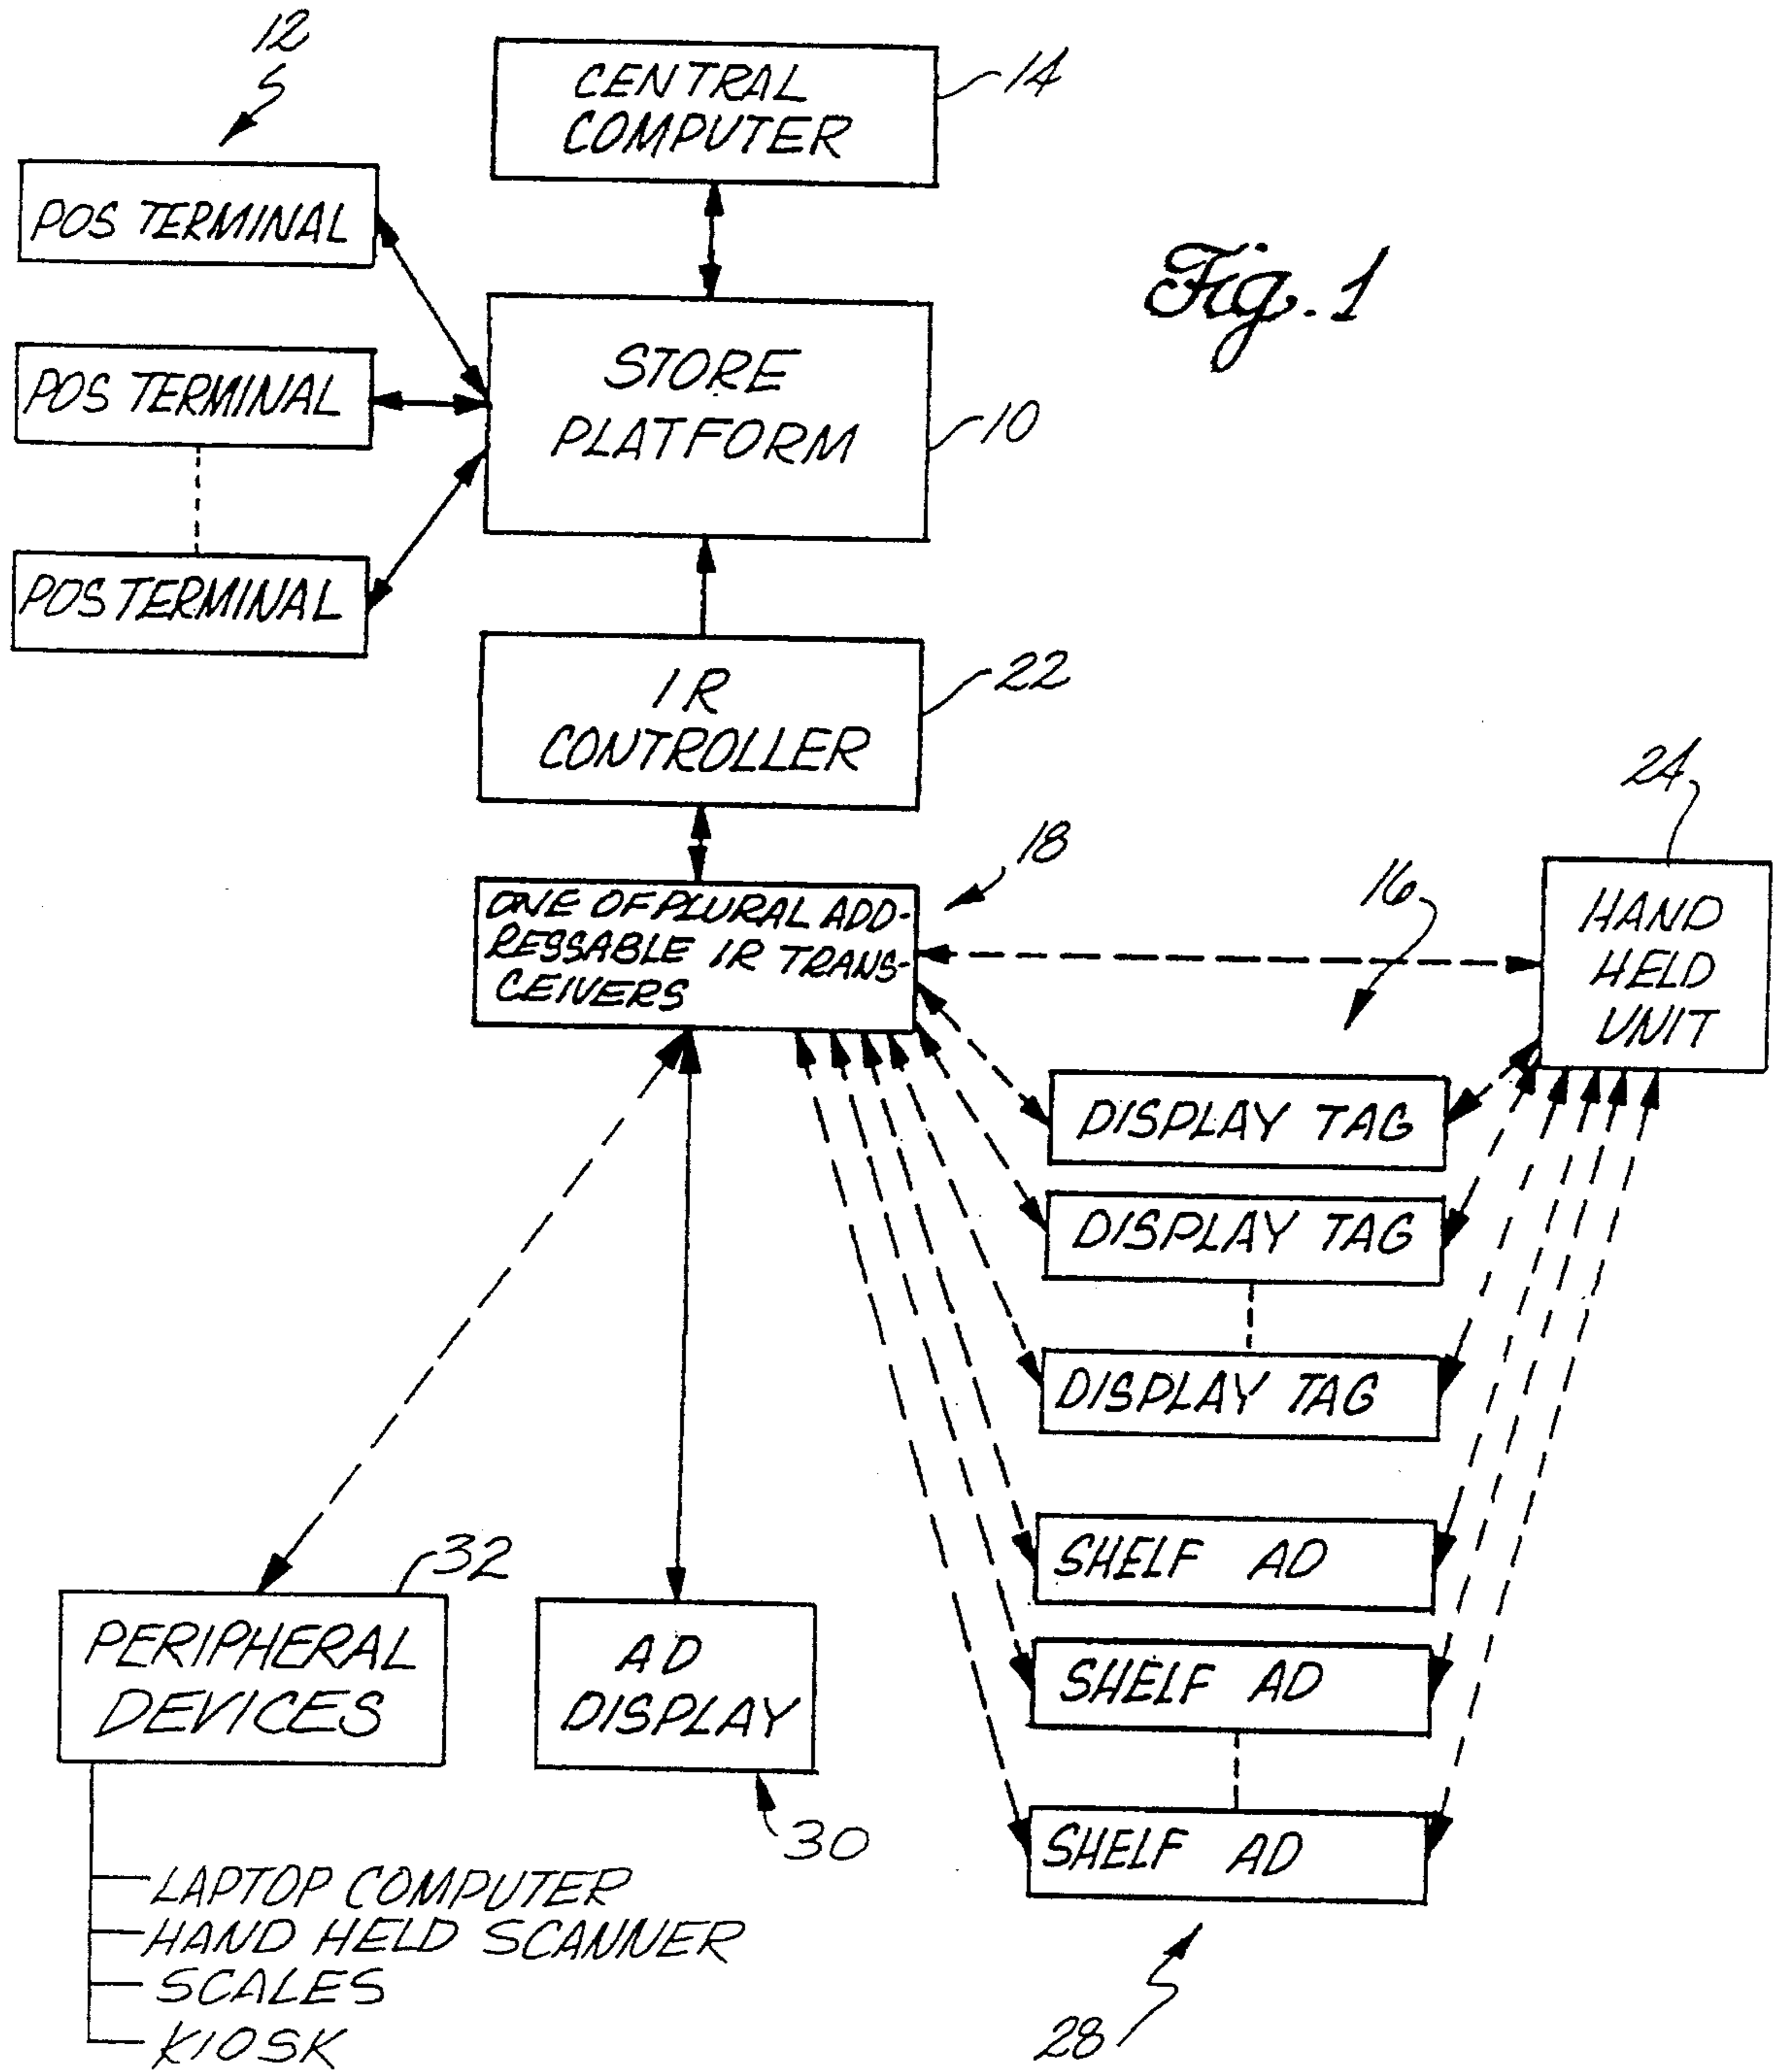 12
CENTRAL
COMPUTER
14
POS TERMINAL
Fig. 1
POS TERMINAL
STORE
PLATFORM
10
POS TERMINAL
IR
CONTROLLER
22
24
18
16
ONE OF PLURAL ADD-
RESSABLE IR TRANS-
CEIVERS
HAND
HELD
UNIT
DISPLAY TAG
DISPLAY TAG
DISPLAY TAG
SHELF AD
SHELF AD
SHELF AD
28
32
PERIPHERAL
DEVICES
AD
DISPLAY
30
LAPTOP COMPUTER
HAND HELD SCANNER
SCALES
KIOSK